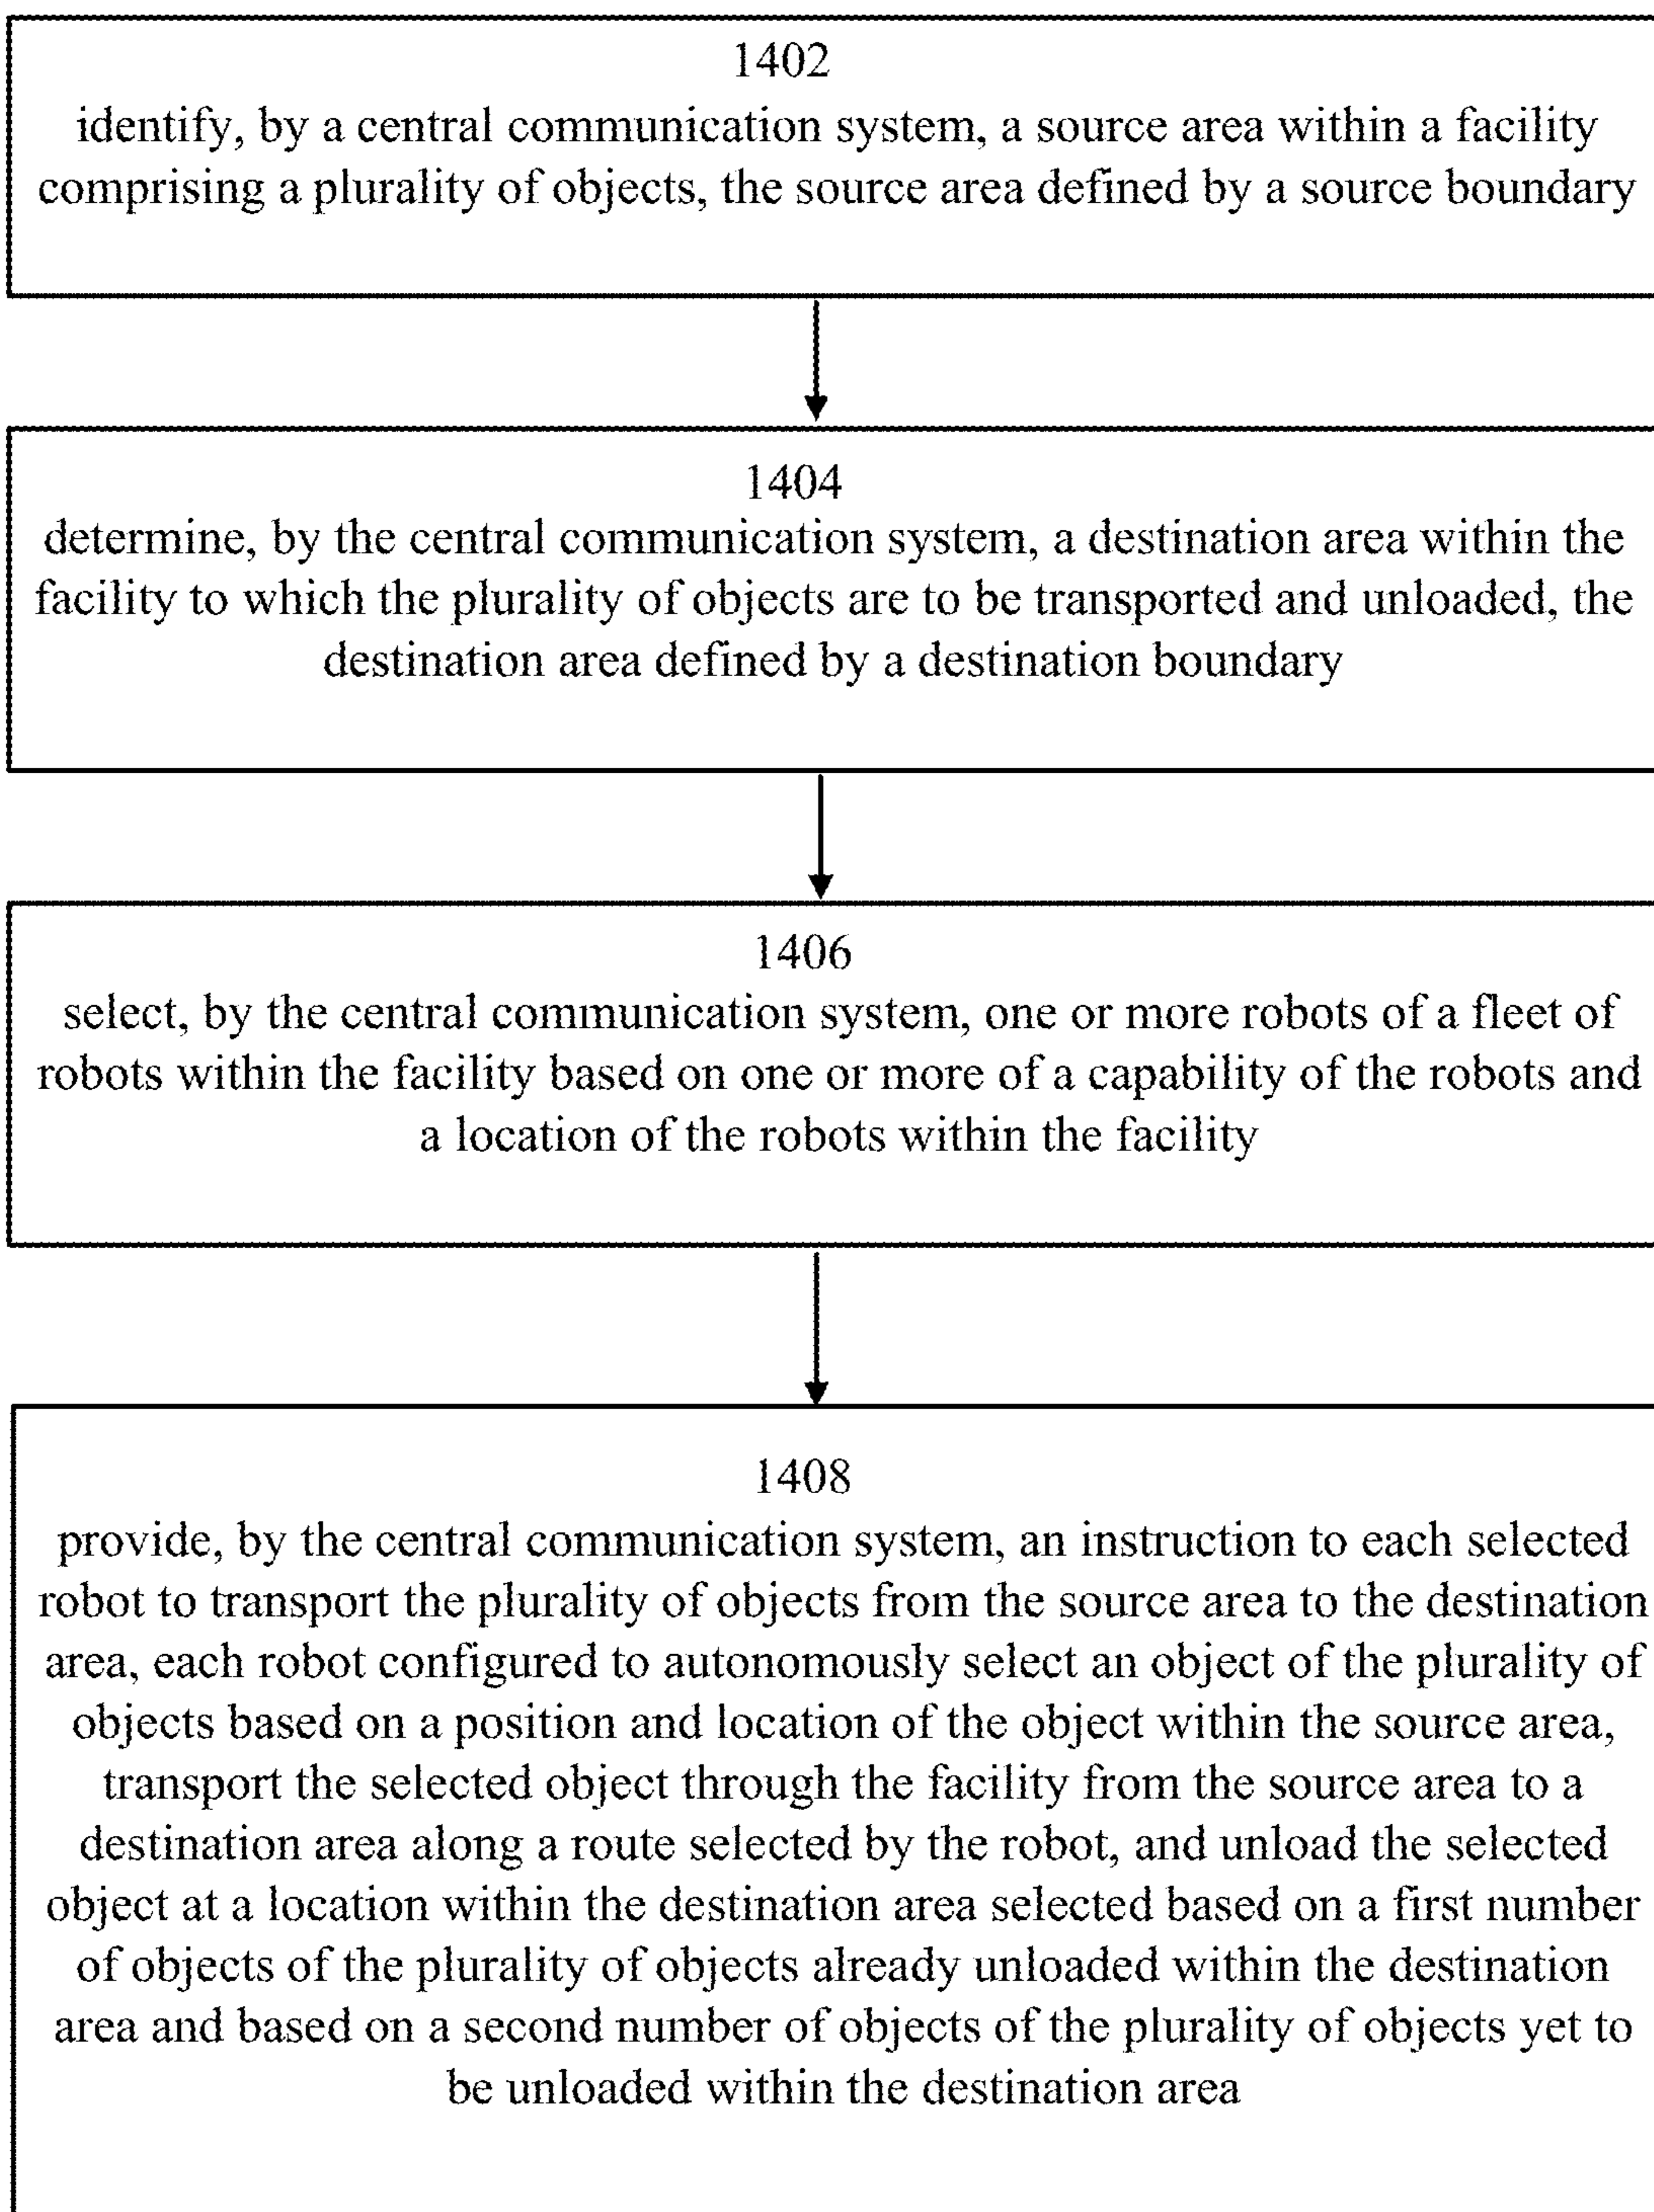 1402
identify, by a central communication system, a source area within a facility
comprising a plurality of objects, the source area defined by a source boundary
1404
determine, by the central communication system, a destination area within the
facility to which the plurality of objects are to be transported and unloaded, the
destination area defined by a destination boundary
1406
select, by the central communication system, one or more robots of a fleet of
robots within the facility based on one or more of a capability of the robots and
a location of the robots within the facility
1408
provide, by the central communication system, an instruction to each selected
robot to transport the plurality of objects from the source area to the destination
area, each robot configured to autonomously select an object of the plurality of
objects based on a position and location of the object within the source area,
transport the selected object through the facility from the source area to a
destination area along a route selected by the robot, and unload the selected
object at a location within the destination area selected based on a first number
of objects of the plurality of objects already unloaded within the destination
area and based on a second number of objects of the plurality of objects yet to
be unloaded within the destination area